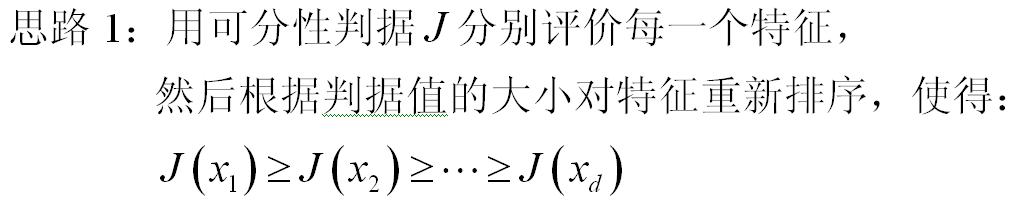 思路 1：用可分性判据 J 分别评价每一个特征，
然后根据判据值的大小对特征重新排序，使得：
J(x₁)≥J(x₂)≥⋯≥J(x_d)